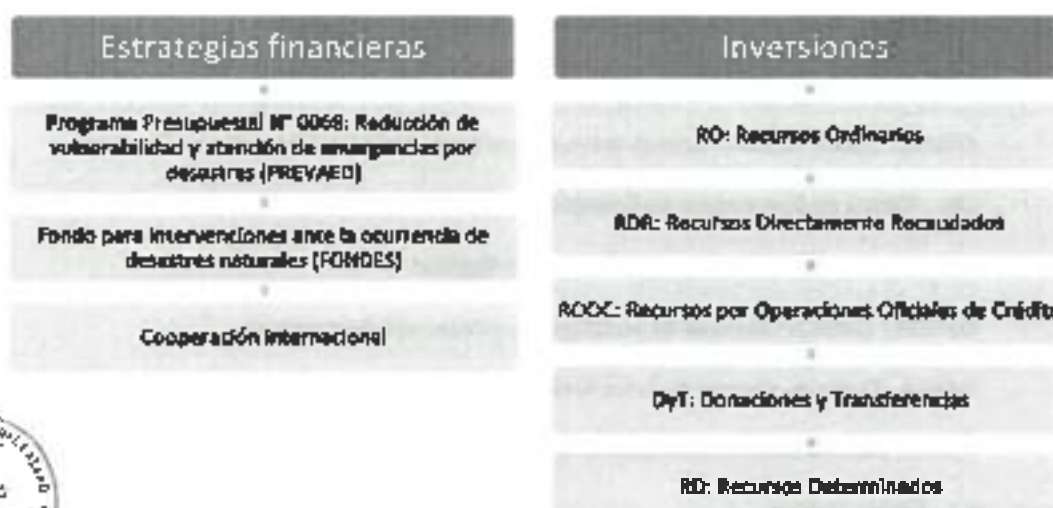 Estrategias financieras
Programa Presupuestal N° 0068: Reducción de
vulnerabilidad y atención de emergencias por
desastres (PREVAED)
Fondo para intervenciones ante la ocurrencia de
desastres naturales (FONDES)
Cooperación Internacional
Inversiones
RO: Recursos Ordinarios
RDR: Recursos Directamente Recaudados
ROOC: Recursos por Operaciones Oficiales de Crédito
DyT: Donaciones y Transferencias
RD: Recursos Determinados